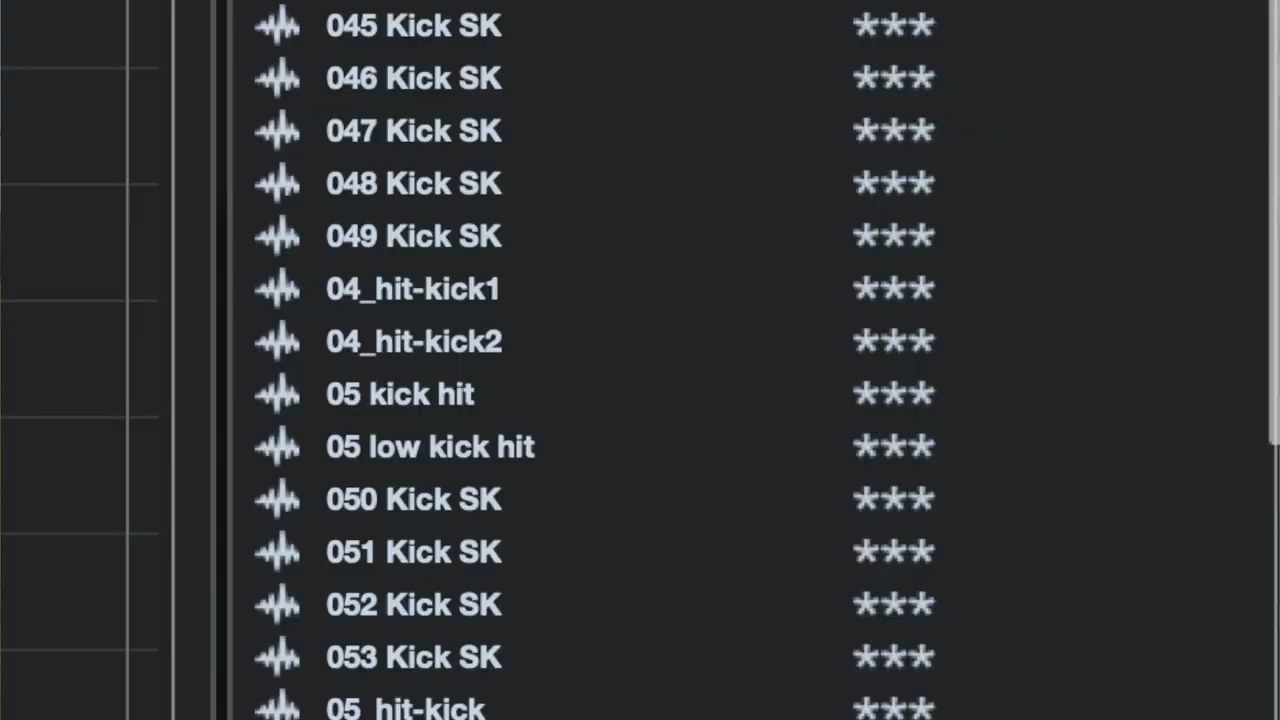 045 Kick SK ***
046 Kick SK ***
047 Kick SK ***
048 Kick SK ***
049 Kick SK ***
04_hit-kick1 ***
04_hit-kick2 ***
05 kick hit ***
05 low kick hit ***
050 Kick SK ***
051 Kick SK ***
052 Kick SK ***
053 Kick SK ***
05_hit-kick ***